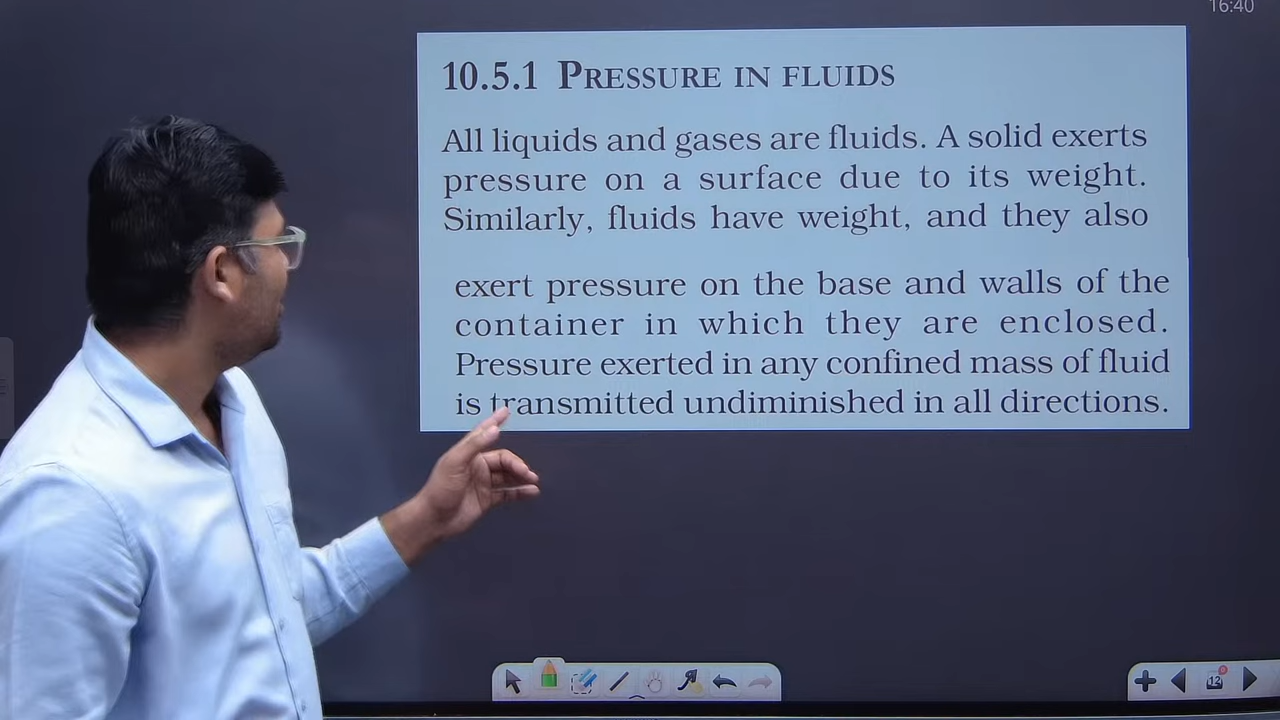 16:40
10.5.1 PRESSURE IN FLUIDS
All liquids and gases are fluids. A solid exerts
pressure on a surface due to its weight.
Similarly, fluids have weight, and they also
exert pressure on the base and walls of the
container in which they are enclosed.
Pressure exerted in any confined mass of fluid
is transmitted undiminished in all directions.
12